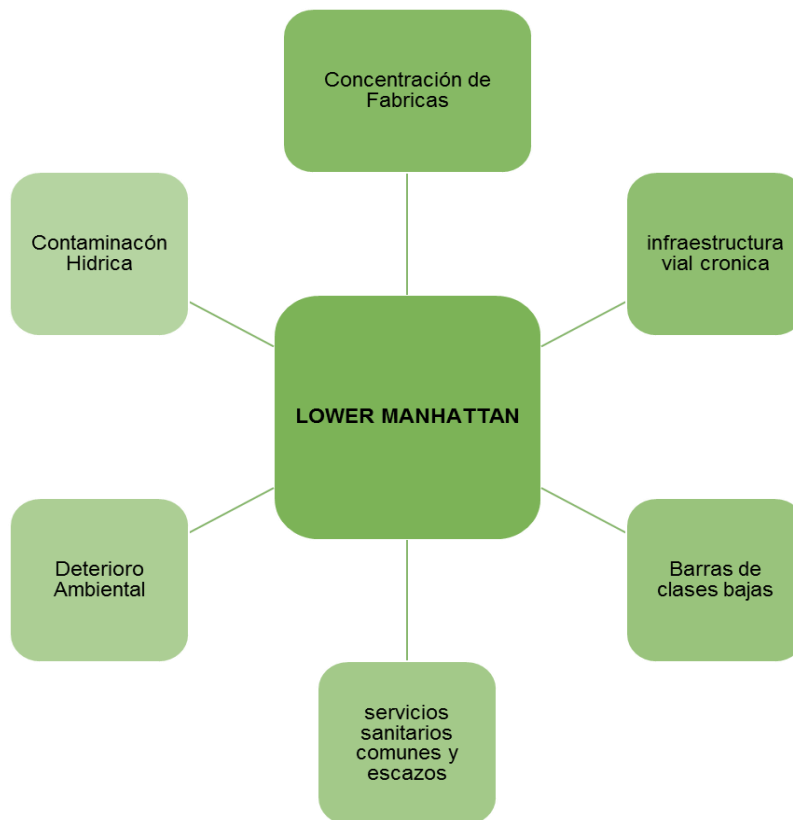 Concentración de
Fabricas
Contaminacón
Hidrica
infraestructura
vial cronica
LOWER MANHATTAN
Deterioro
Ambiental
Barras de
clases bajas
servicios
sanitarios
comunes y
escazos